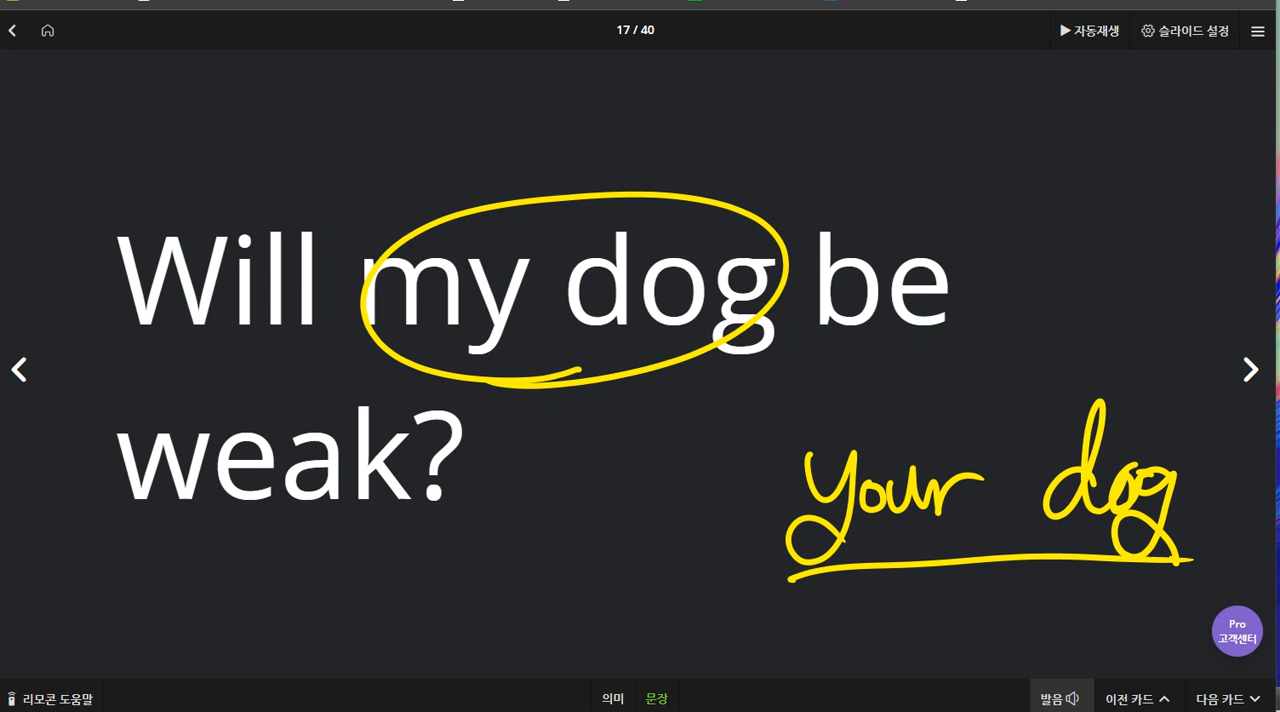 17 / 40
▶ 자동재생
슬라이드 설정
Will my dog be
weak?
your dog
Pro
고객센터
리모콘 도움말
의미
문장
발음
이전 카드
다음 카드